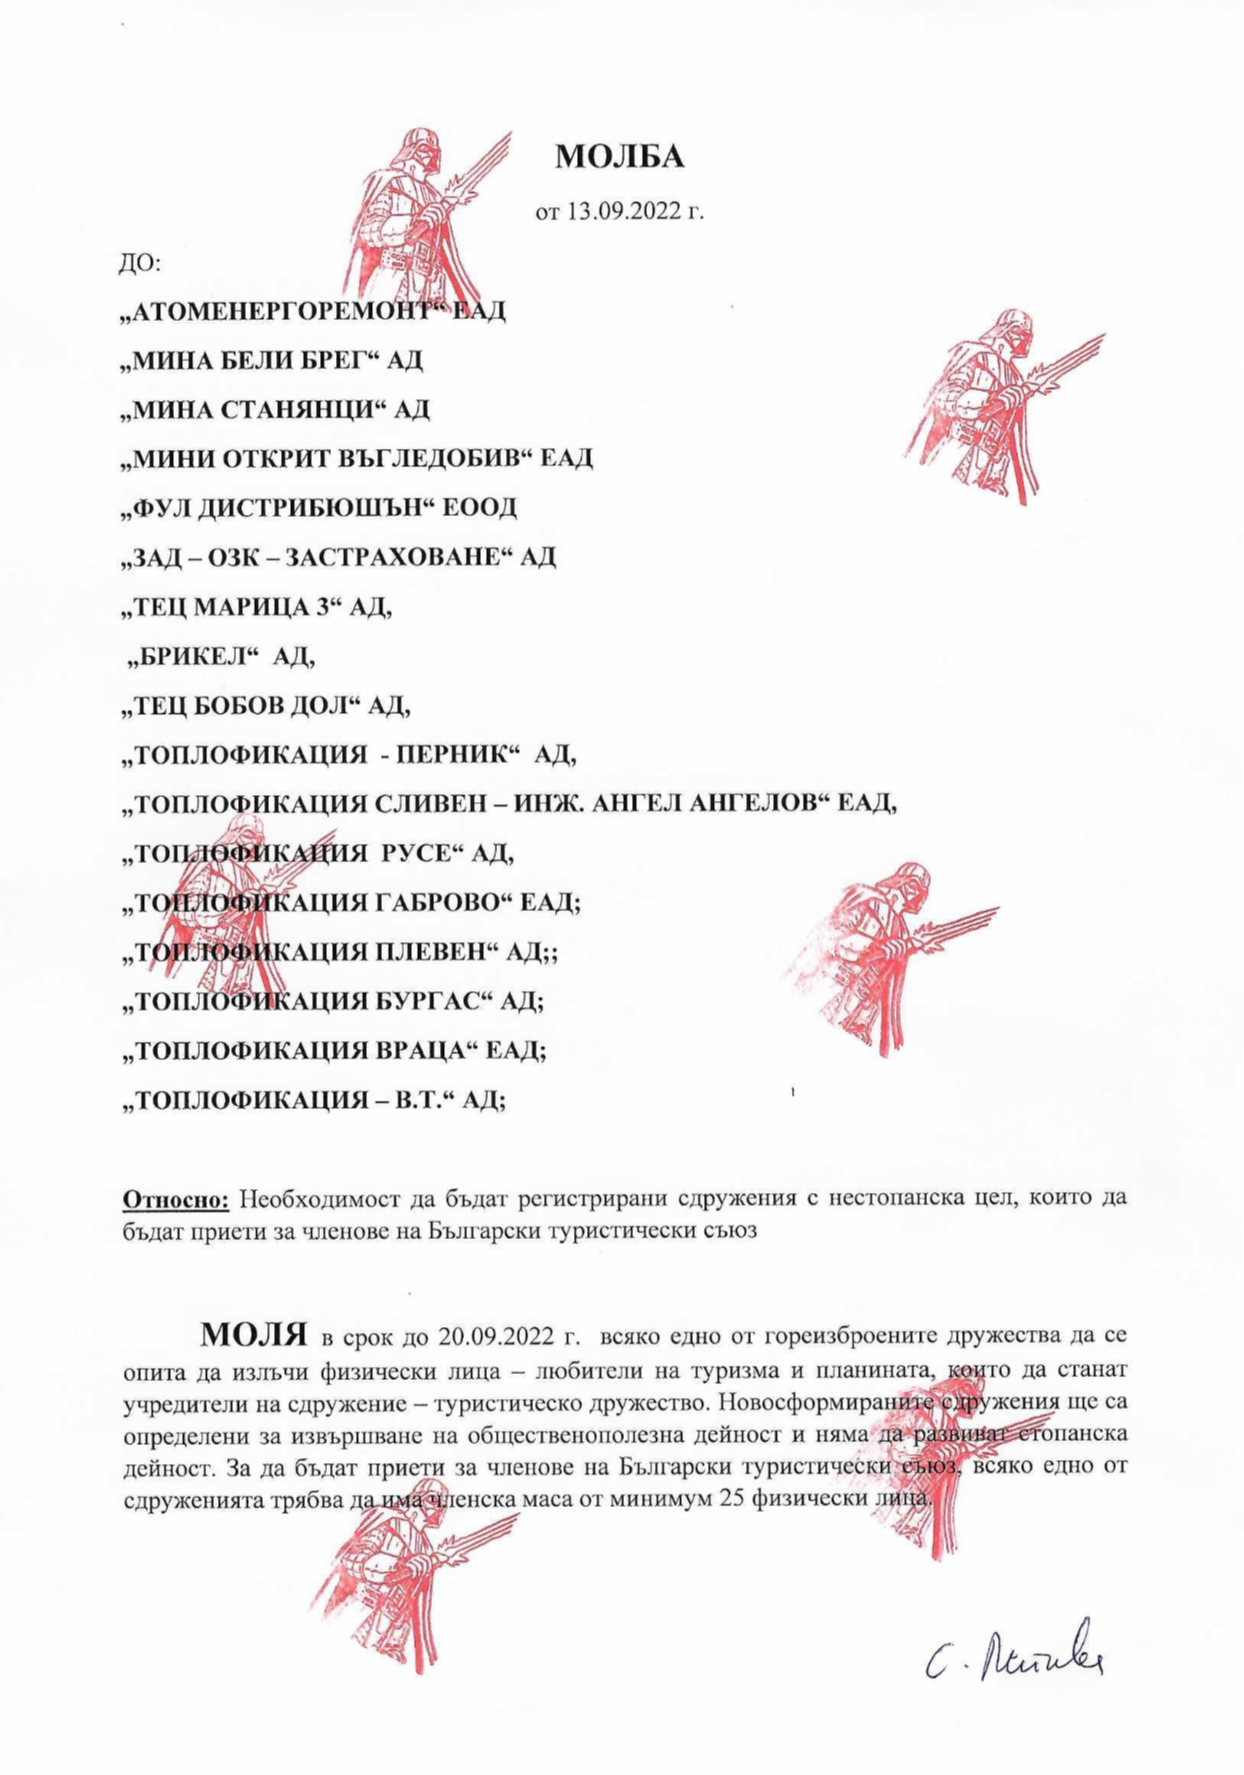 МОЛБА
от 13.09.2022 г.
ДО:
„АТОМЕНЕРГОРЕМОНТ“ ЕАД
„МИНА БЕЛИ БРЕГ“ АД
„МИНА СТАНЯНЦИ“ АД
„МИНИ ОТКРИТ ВЪГЛЕДОБИВ“ ЕАД
„ФУЛ ДИСТРИБЮШЪН“ ЕООД
„ЗАД – ОЗК – ЗАСТРАХОВАНЕ“ АД
„ТЕЦ МАРИЦА 3“ АД,
„БРИКЕЛ“ АД,
„ТЕЦ БОБОВ ДОЛ“ АД,
„ТОПЛОФИКАЦИЯ - ПЕРНИК“ АД,
„ТОПЛОФИКАЦИЯ СЛИВЕН – ИНЖ. АНГЕЛ АНГЕЛОВ“ ЕАД,
„ТОПЛОФИКАЦИЯ РУСЕ“ АД,
„ТОПЛОФИКАЦИЯ ГАБРОВО“ ЕАД;
„ТОПЛОФИКАЦИЯ ПЛЕВЕН“ АД;;
„ТОПЛОФИКАЦИЯ БУРГАС“ АД;
„ТОПЛОФИКАЦИЯ ВРАЦА“ ЕАД;
„ТОПЛОФИКАЦИЯ – В.Т.“ АД;
Относно: Необходимост да бъдат регистрирани сдружения с нестопанска цел, които да
бъдат приети за членове на Български туристически съюз
МОЛЯ в срок до 20.09.2022 г. всяко едно от гореизброените дружества да се
опита да излъчи физически лица – любители на туризма и планината, които да станат
учредители на сдружение – туристическо дружество. Новосформираните сдружения ще са
определени за извършване на общественополезна дейност и няма да развиват стопанска
дейност. За да бъдат приети за членове на Български туристически съюз, всяко едно от
сдруженията трябва да има членска маса от минимум 25 физически лица.